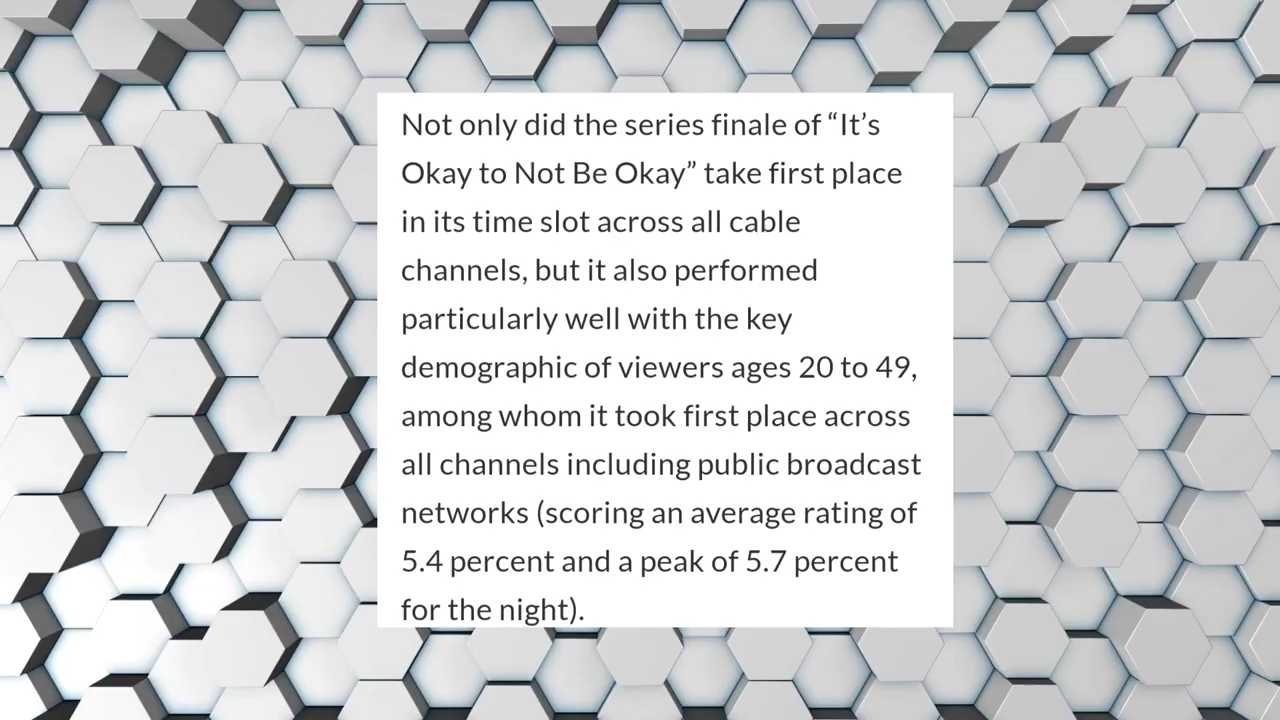 Not only did the series finale of “It’s
Okay to Not Be Okay” take first place
in its time slot across all cable
channels, but it also performed
particularly well with the key
demographic of viewers ages 20 to 49,
among whom it took first place across
all channels including public broadcast
networks (scoring an average rating of
5.4 percent and a peak of 5.7 percent
for the night).